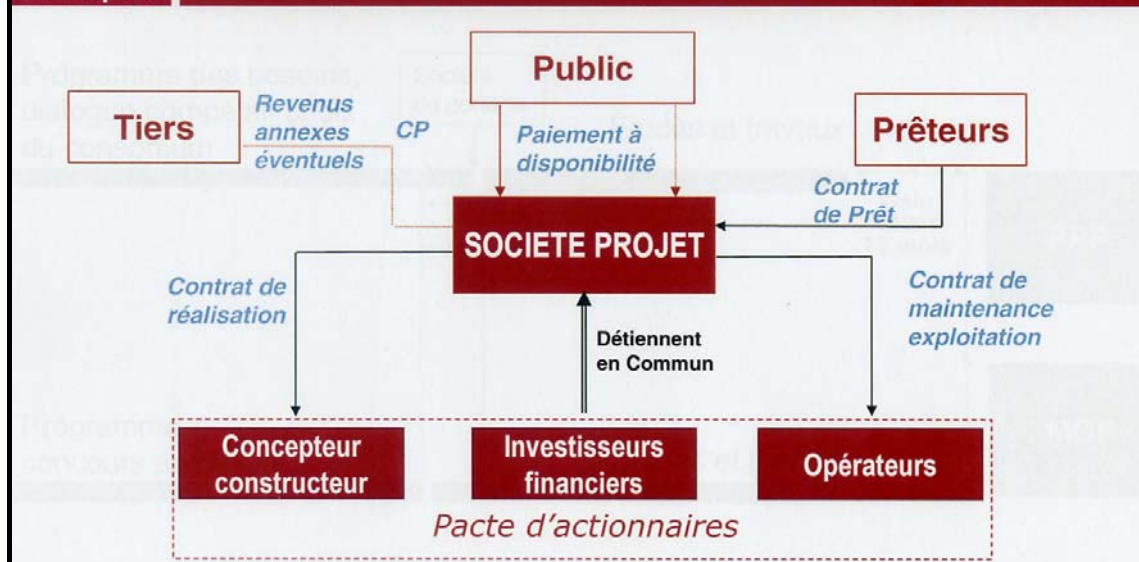 Public
Tiers
Revenus
annexes
éventuels
CP
Paiement à
disponibilité
Prêteurs
Contrat
de Prêt
SOCIETE PROJET
Contrat de
réalisation
Détiennent
en Commun
Contrat de
maintenance
exploitation
Concepteur
constructeur
Investisseurs
financiers
Opérateurs
Pacte d'actionnaires